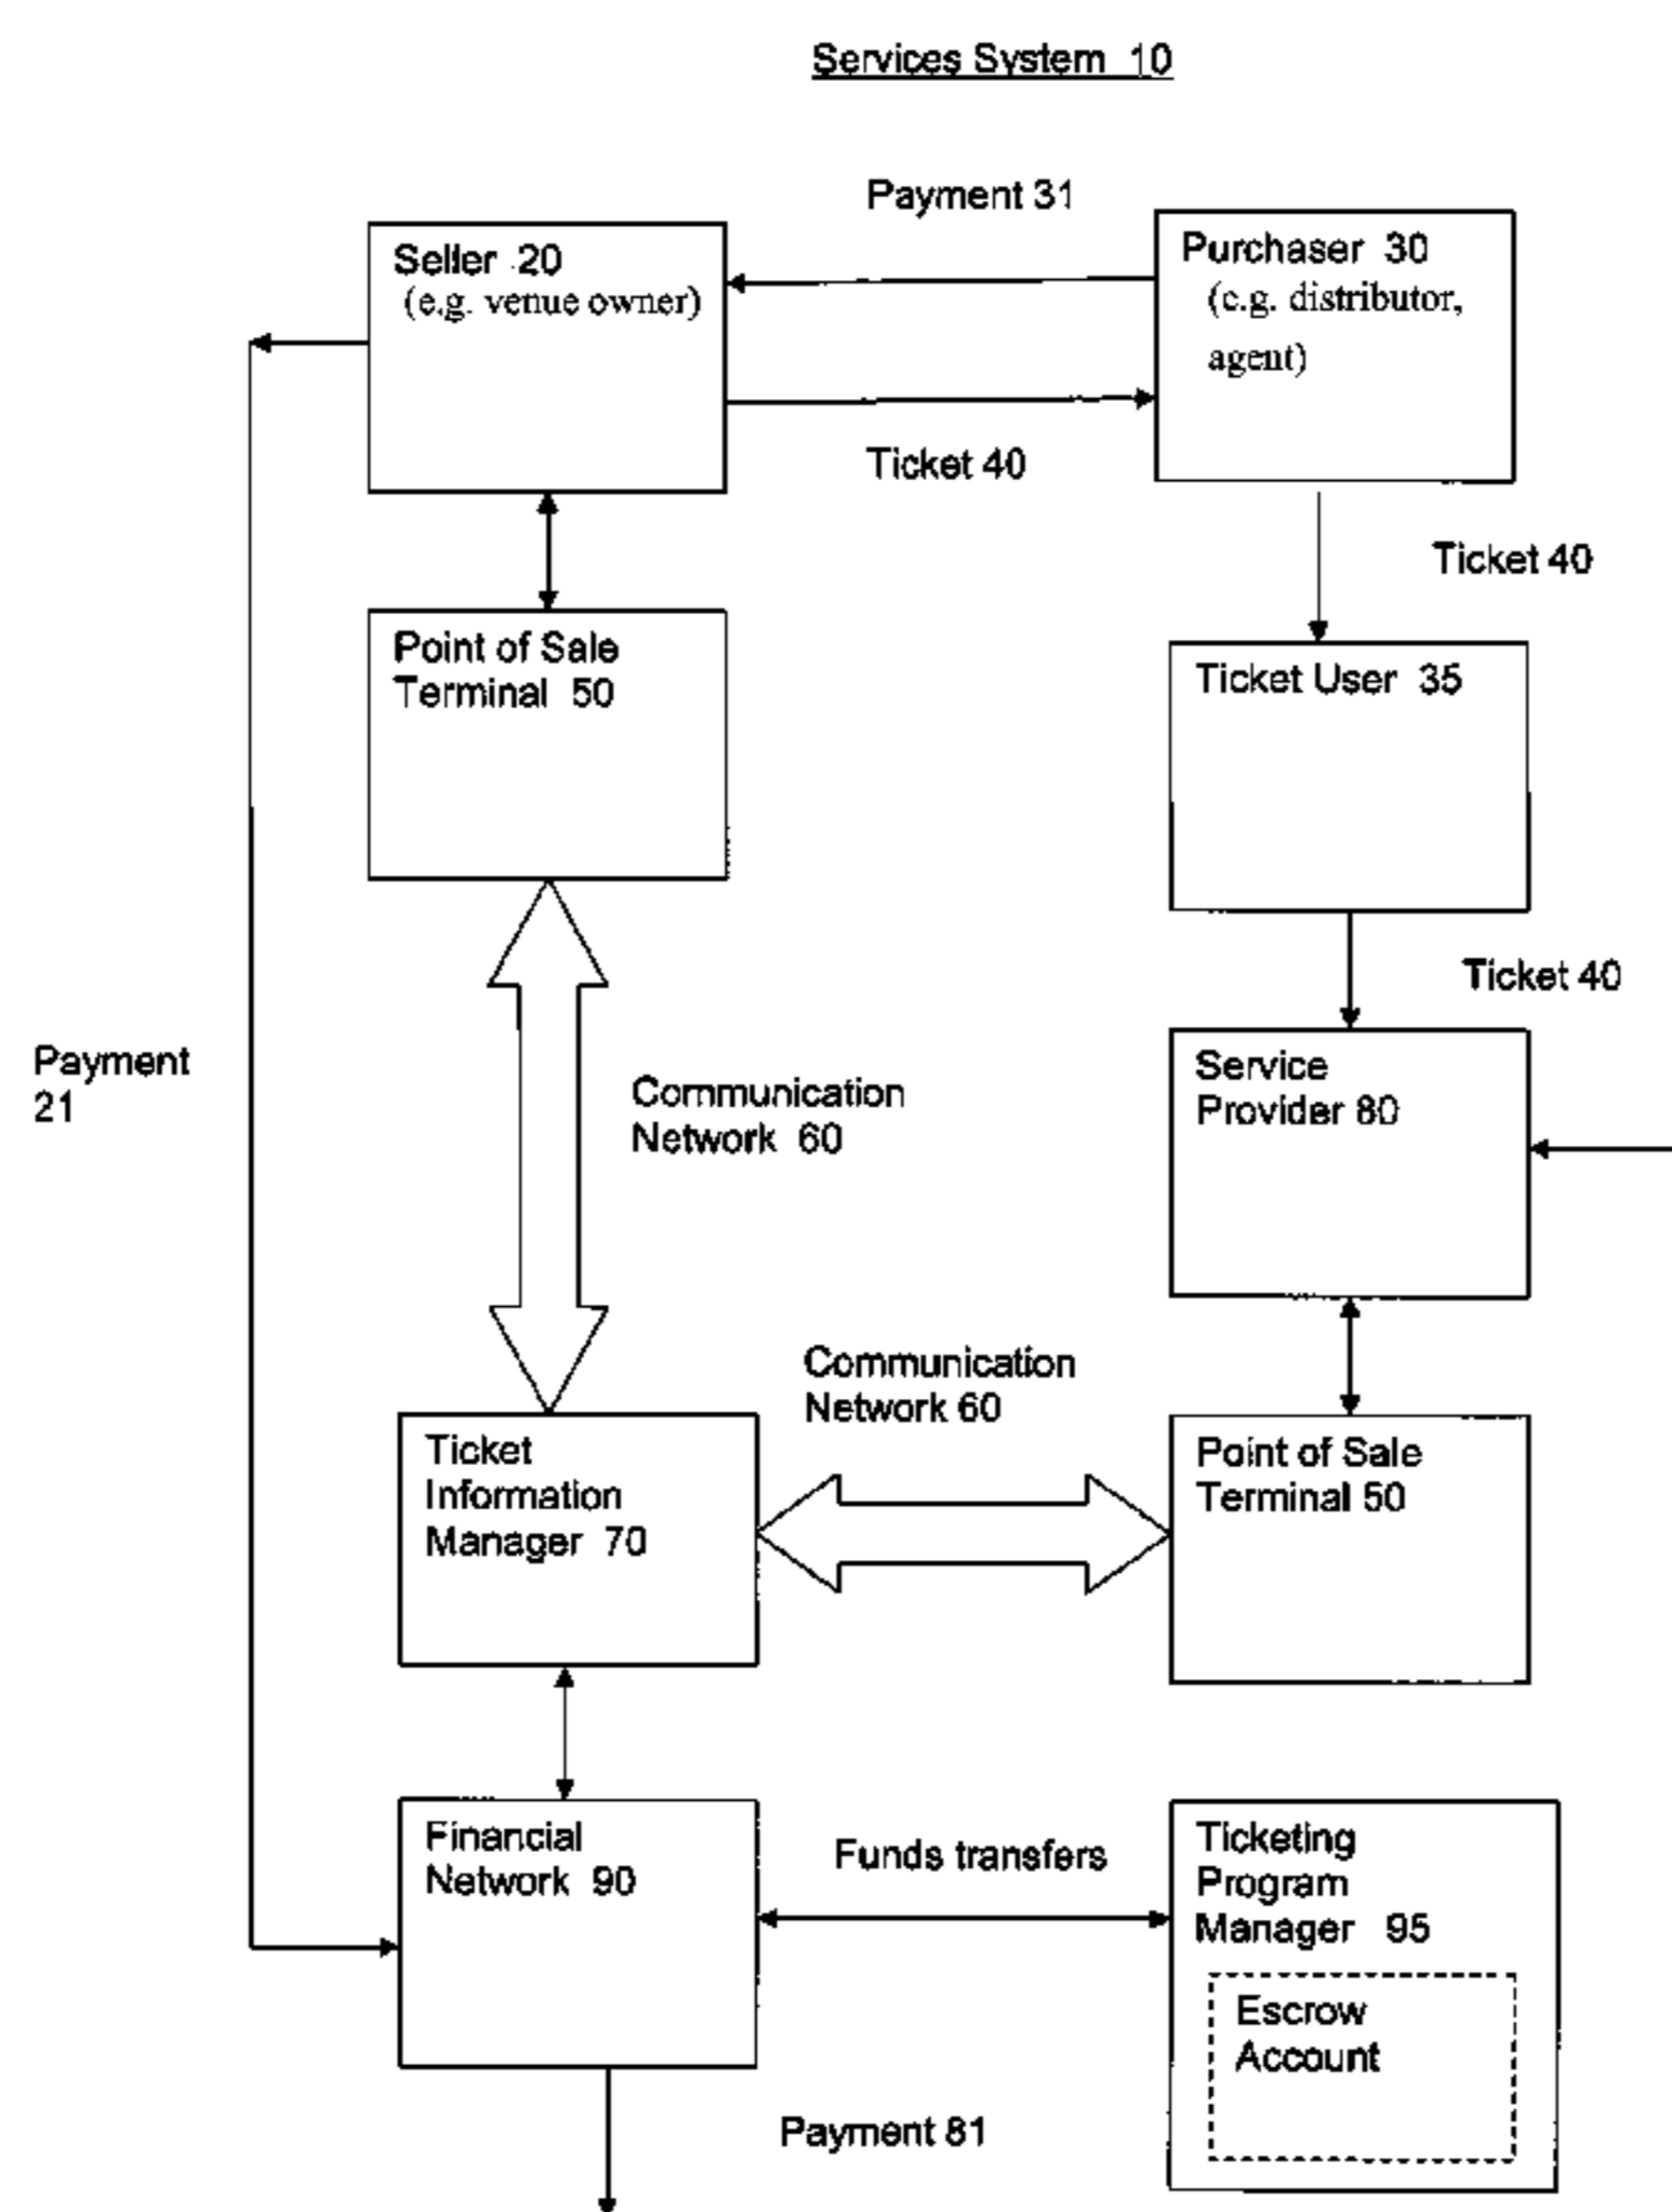 Services System 10
Payment 31
Seller 20
(e.g. venue owner)
Purchaser 30
(e.g. distributor,
agent)
Ticket 40
Ticket 40
Point of Sale
Terminal 50
Ticket User 35
Ticket 40
Payment
21
Communication
Network 60
Service
Provider 80
Communication
Network 60
Ticket
Information
Manager 70
Point of Sale
Terminal 50
Financial
Network 90
Funds transfers
Ticketing
Program
Manager 95
Escrow
Account
Payment 81